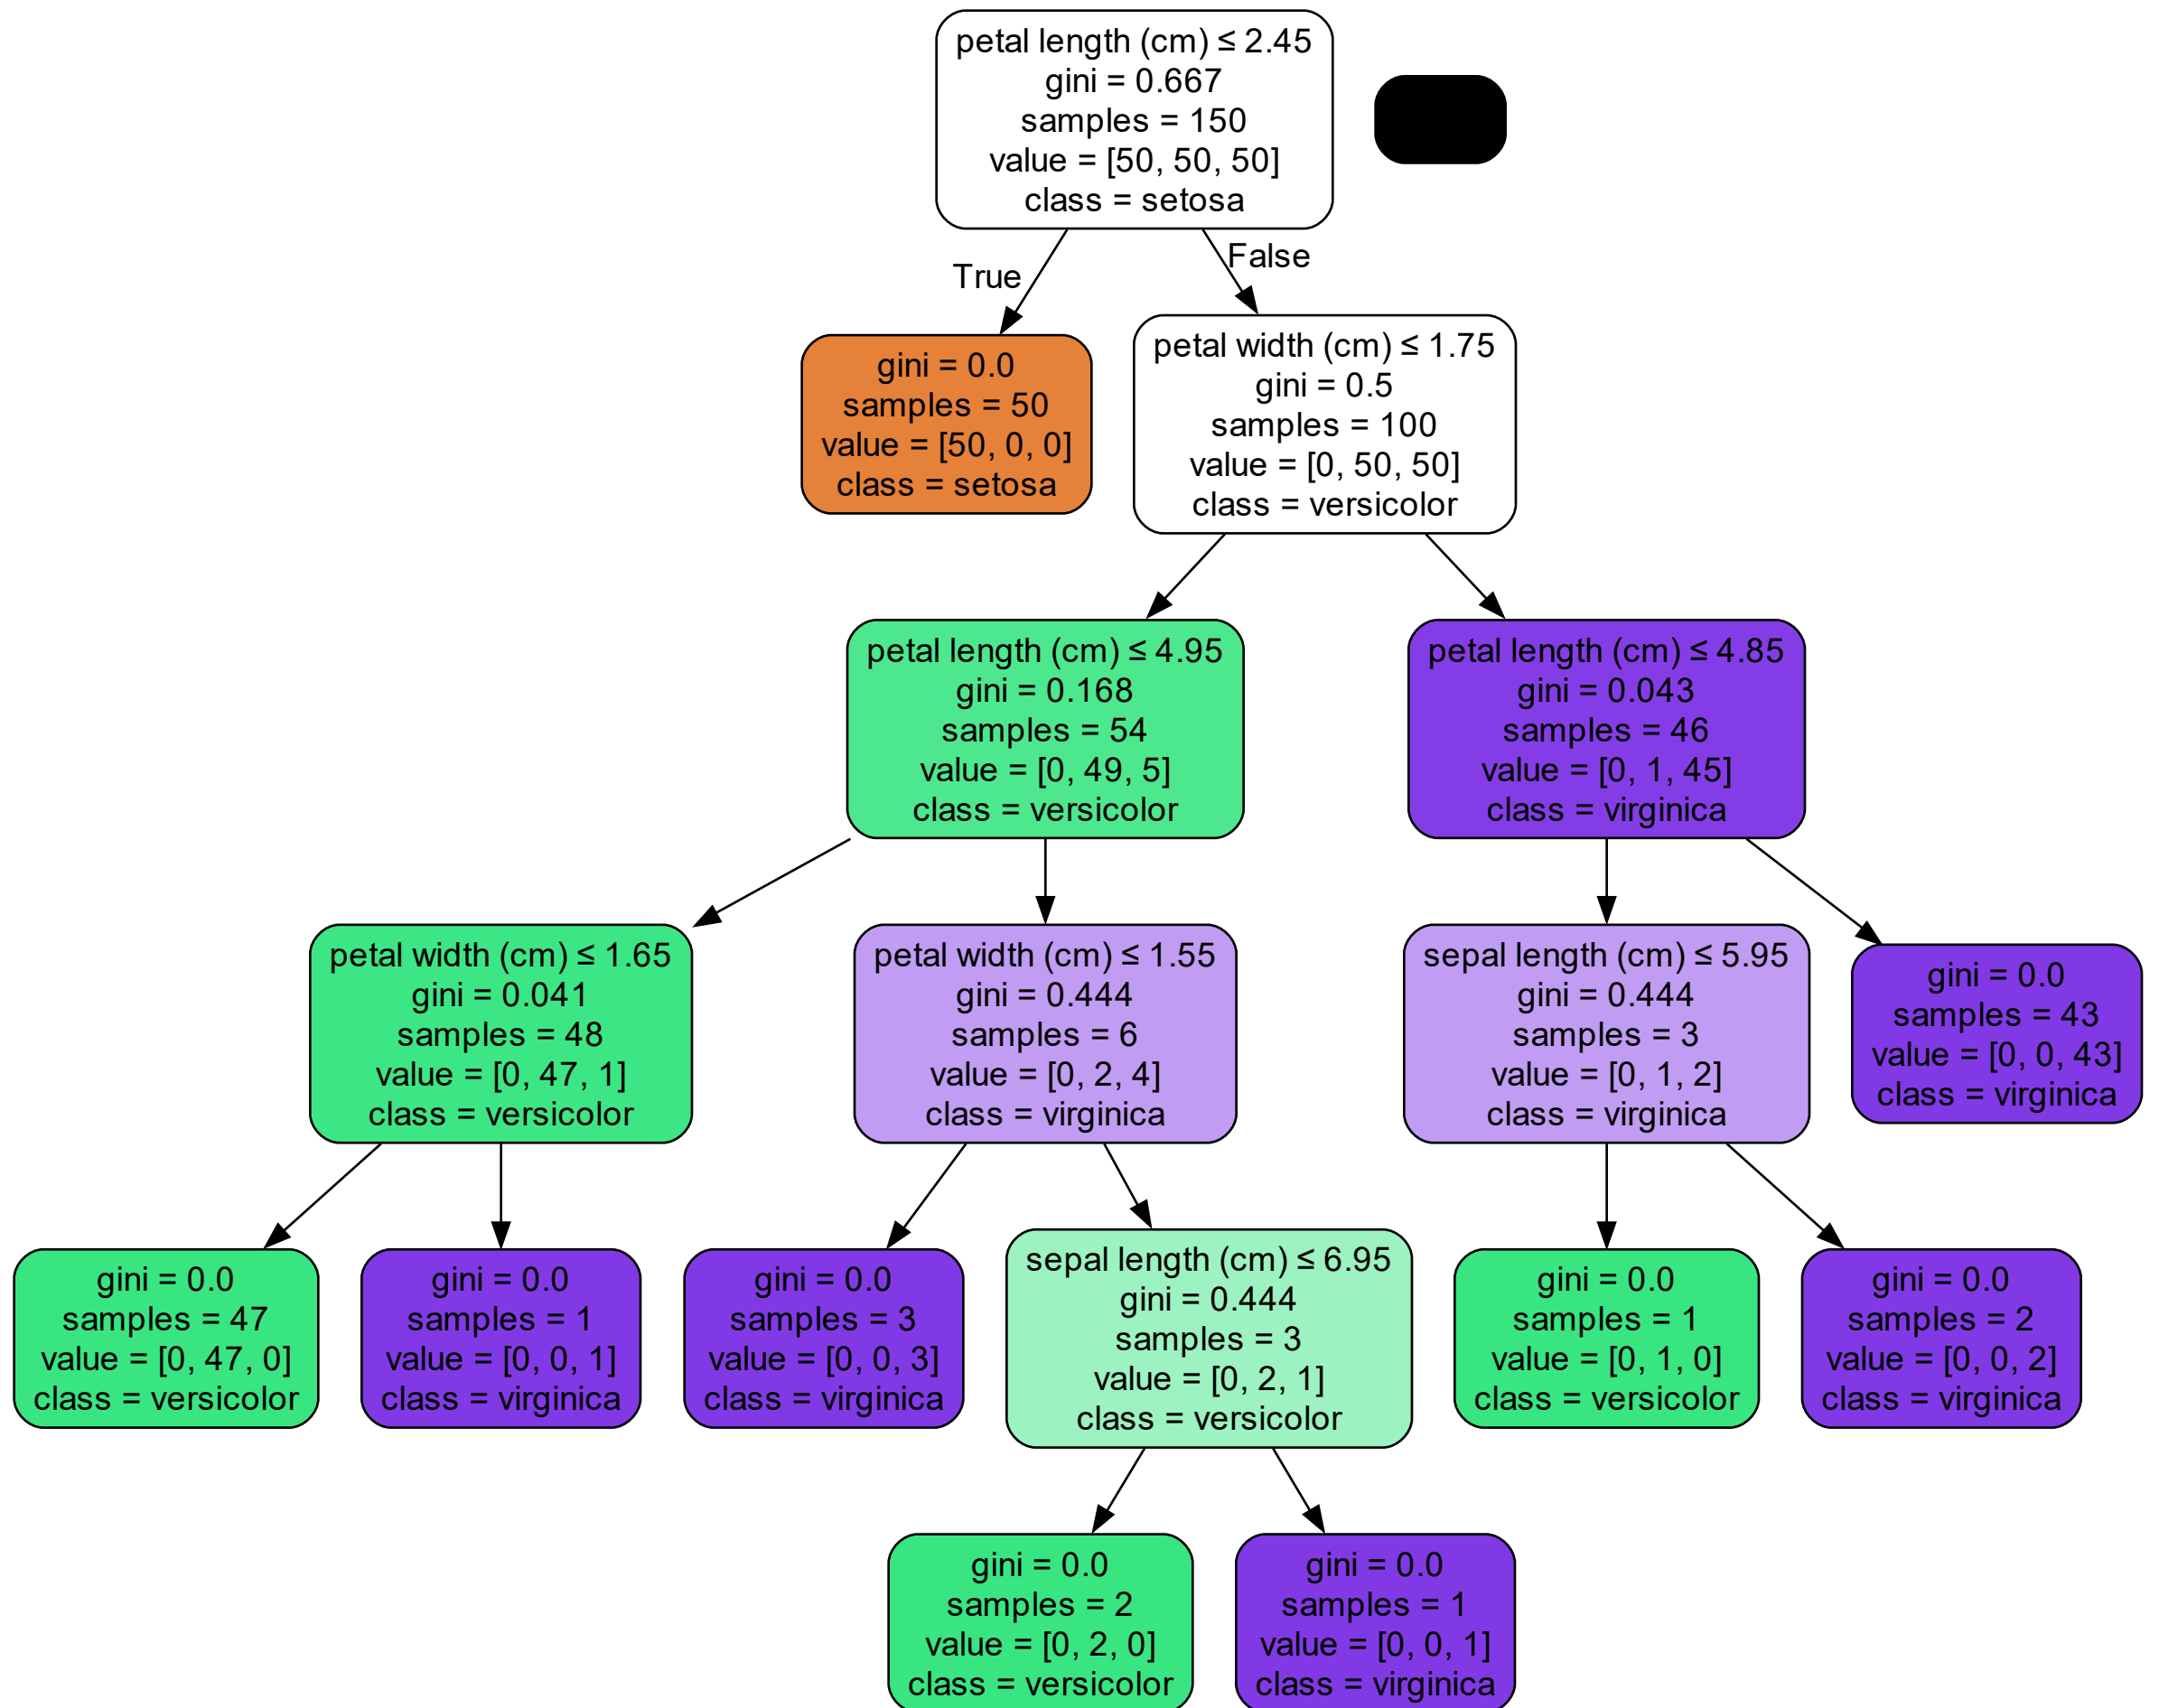 petal length (cm) ≤ 2.45
gini = 0.667
samples = 150
value = [50, 50, 50]
class = setosa
True
False
gini = 0.0
samples = 50
value = [50, 0, 0]
class = setosa
petal width (cm) ≤ 1.75
gini = 0.5
samples = 100
value = [0, 50, 50]
class = versicolor
petal length (cm) ≤ 4.95
gini = 0.168
samples = 54
value = [0, 49, 5]
class = versicolor
petal length (cm) ≤ 4.85
gini = 0.043
samples = 46
value = [0, 1, 45]
class = virginica
petal width (cm) ≤ 1.65
gini = 0.041
samples = 48
value = [0, 47, 1]
class = versicolor
petal width (cm) ≤ 1.55
gini = 0.444
samples = 6
value = [0, 2, 4]
class = virginica
sepal length (cm) ≤ 5.95
gini = 0.444
samples = 3
value = [0, 1, 2]
class = virginica
gini = 0.0
samples = 43
value = [0, 0, 43]
class = virginica
gini = 0.0
samples = 47
value = [0, 47, 0]
class = versicolor
gini = 0.0
samples = 1
value = [0, 0, 1]
class = virginica
gini = 0.0
samples = 3
value = [0, 0, 3]
class = virginica
sepal length (cm) ≤ 6.95
gini = 0.444
samples = 3
value = [0, 2, 1]
class = versicolor
gini = 0.0
samples = 1
value = [0, 1, 0]
class = versicolor
gini = 0.0
samples = 2
value = [0, 0, 2]
class = virginica
gini = 0.0
samples = 2
value = [0, 2, 0]
class = versicolor
gini = 0.0
samples = 1
value = [0, 0, 1]
class = virginica